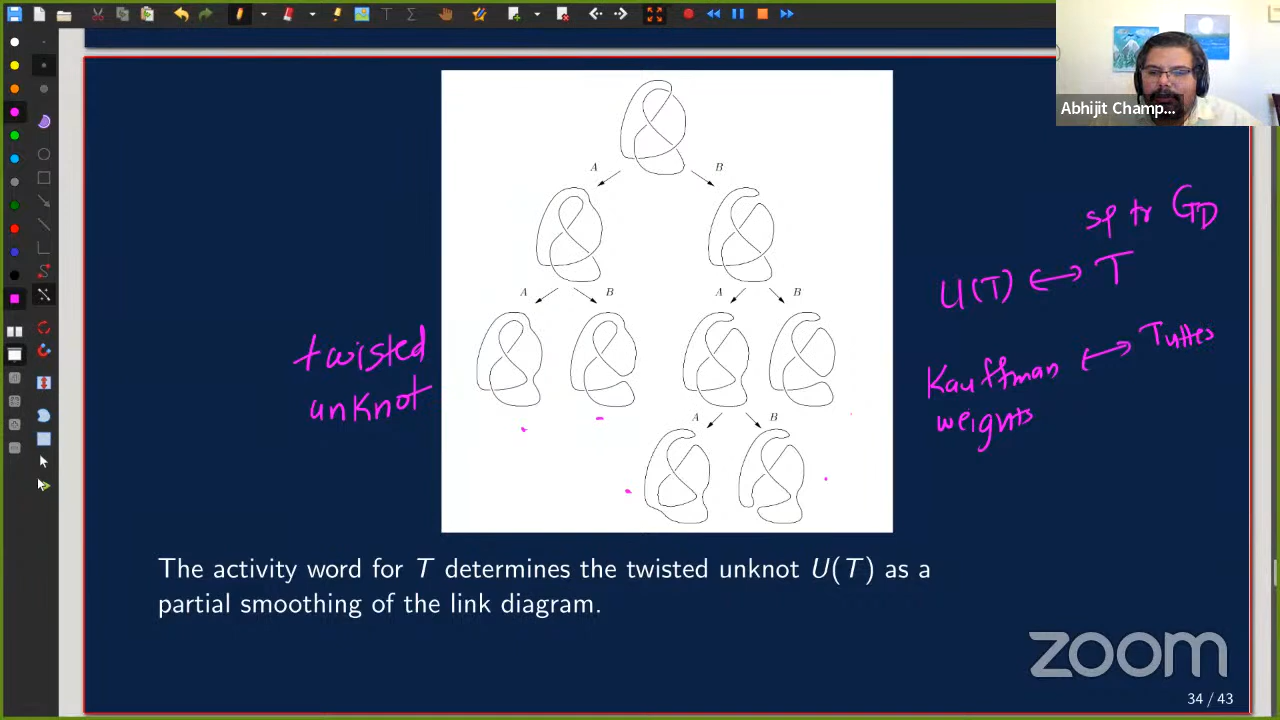 Abhijit Champ...
A
B
sp tr G_D
U(T) ↔ T
A
B
A
B
twisted
unknot
Kauffman ↔ Tuttes
weights
A
B
The activity word for T determines the twisted unknot U(T) as a
partial smoothing of the link diagram.
zoom
34 / 43